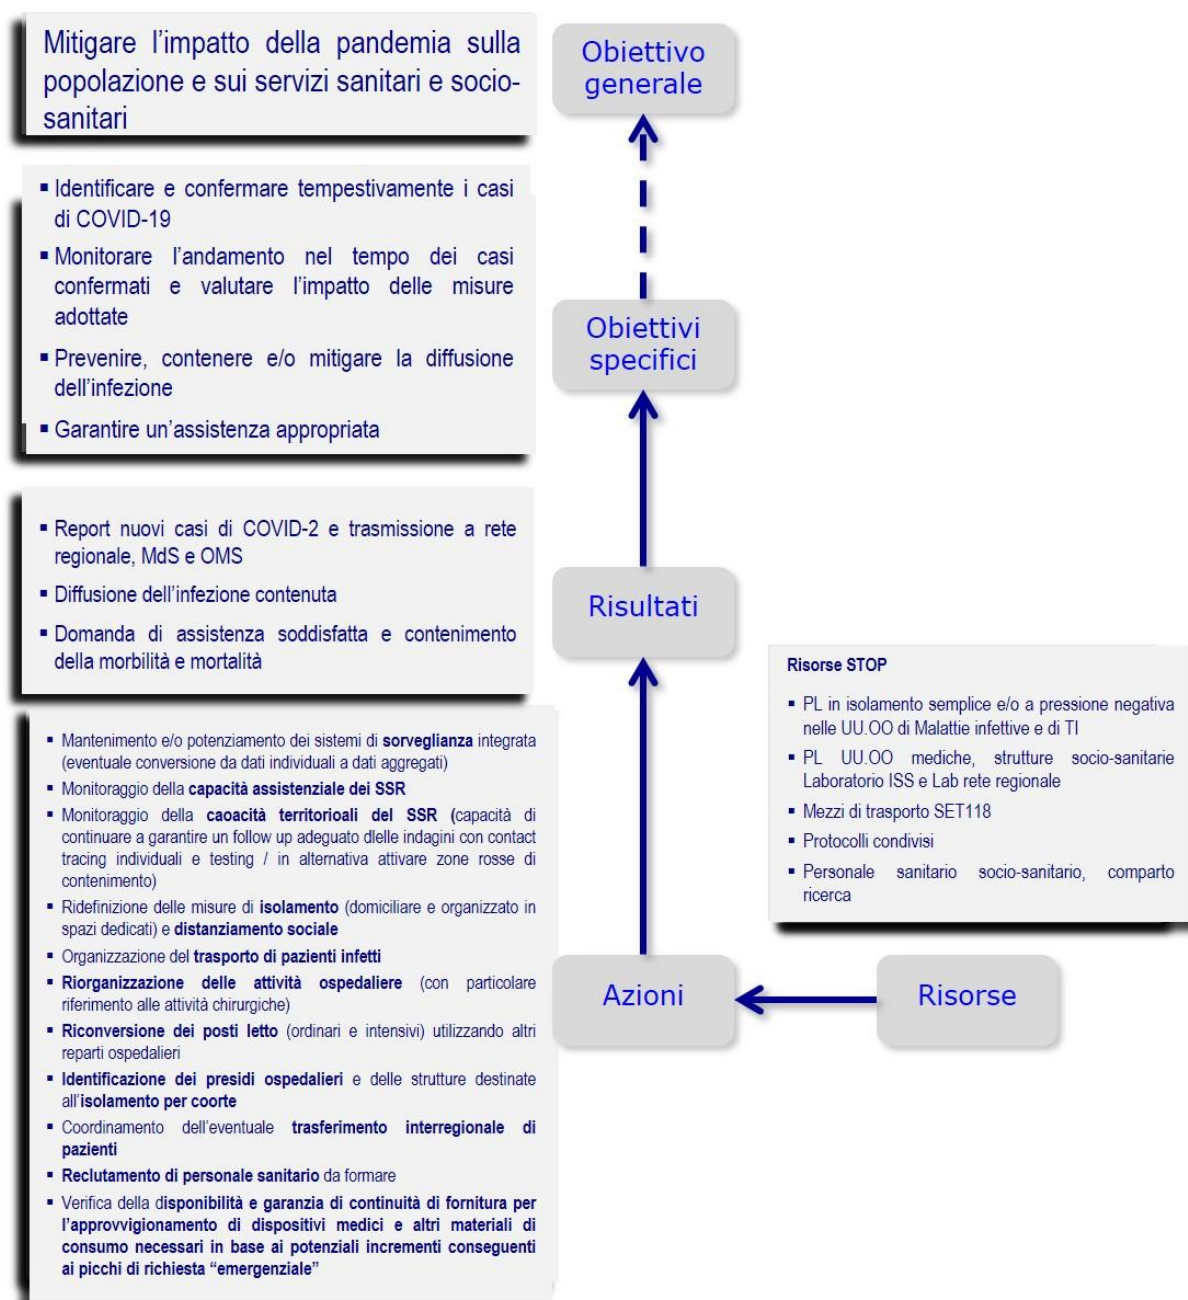 Mitigare l’impatto della pandemia sulla
popolazione e sui servizi sanitari e socio-
sanitari
Obiettivo
generale
▪ Identificare e confermare tempestivamente i casi
di COVID-19
▪ Monitorare l’andamento nel tempo dei casi
confermati e valutare l’impatto delle misure
adottate
▪ Prevenire, contenere e/o mitigare la diffusione
dell’infezione
▪ Garantire un’assistenza appropriata
Obiettivi
specifici
▪ Report nuovi casi di COVID-2 e trasmissione a rete
regionale, MdS e OMS
▪ Diffusione dell’infezione contenuta
▪ Domanda di assistenza soddisfatta e contenimento
della morbilità e mortalità
Risultati
▪ Mantenimento e/o potenziamento dei sistemi di sorveglianza integrata
(eventuale conversione da dati individuali a dati aggregati)
▪ Monitoraggio della capacità assistenziale dei SSR
▪ Monitoraggio della caoacità territorioali del SSR (capacità di
continuare a garantire un follow up adeguato dlelle indagini con contact
tracing individuali e testing / in alternativa attivare zone rosse di
contenimento)
▪ Ridefinizione delle misure di isolamento (domiciliare e organizzato in
spazi dedicati) e distanziamento sociale
▪ Organizzazione del trasporto di pazienti infetti
▪ Riorganizzazione delle attività ospedaliere (con particolare
riferimento alle attività chirurgiche)
▪ Riconversione dei posti letto (ordinari e intensivi) utilizzando altri
reparti ospedalieri
▪ Identificazione dei presidi ospedalieri e delle strutture destinate
all’isolamento per coorte
▪ Coordinamento dell’eventuale trasferimento interregionale di
pazienti
▪ Reclutamento di personale sanitario da formare
▪ Verifica della disponibilità e garanzia di continuità di fornitura per
l’approvvigionamento di dispositivi medici e altri materiali di
consumo necessari in base ai potenziali incrementi conseguenti
ai picchi di richiesta “emergenziale”
Azioni
Risorse STOP
▪ PL in isolamento semplice e/o a pressione negativa
nelle UU.OO di Malattie infettive e di TI
▪ PL UU.OO mediche, strutture socio-sanitarie
Laboratorio ISS e Lab rete regionale
▪ Mezzi di trasporto SET118
▪ Protocolli condivisi
▪ Personale sanitario socio-sanitario, comparto
ricerca
Risorse